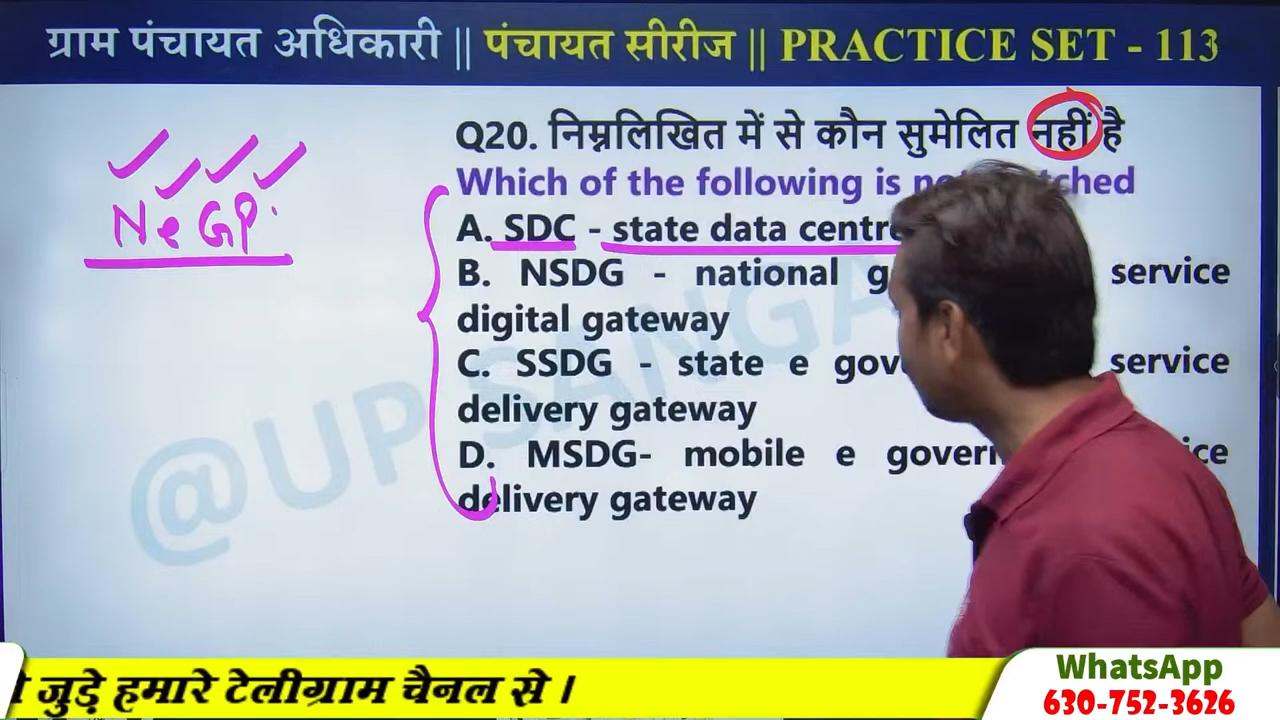 ग्राम पंचायत अधिकारी || पंचायत सीरीज || PRACTICE SET - 113
Q20. निम्नलिखित में से कौन सुमेलित नहीं है
Which of the following is
A. SDC - state data
B. NSDG - national service
digital gateway
C. SSDG - state e service
delivery gateway
D. MSDG- mobile e
delivery gateway
NeGP
@UP
जुड़े हमारे टेलीग्राम चैनल से ।
WhatsApp
630-752-3626